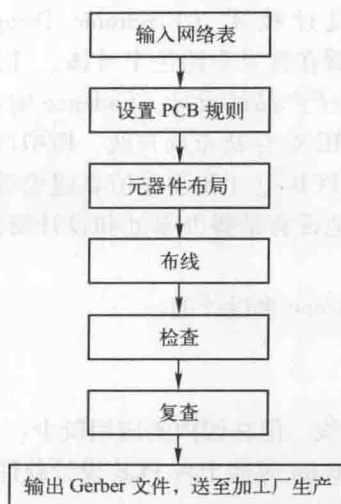 输入网络表
设置 PCB 规则
元器件布局
布线
检查
复查
输出 Gerber 文件，送至加工厂生产